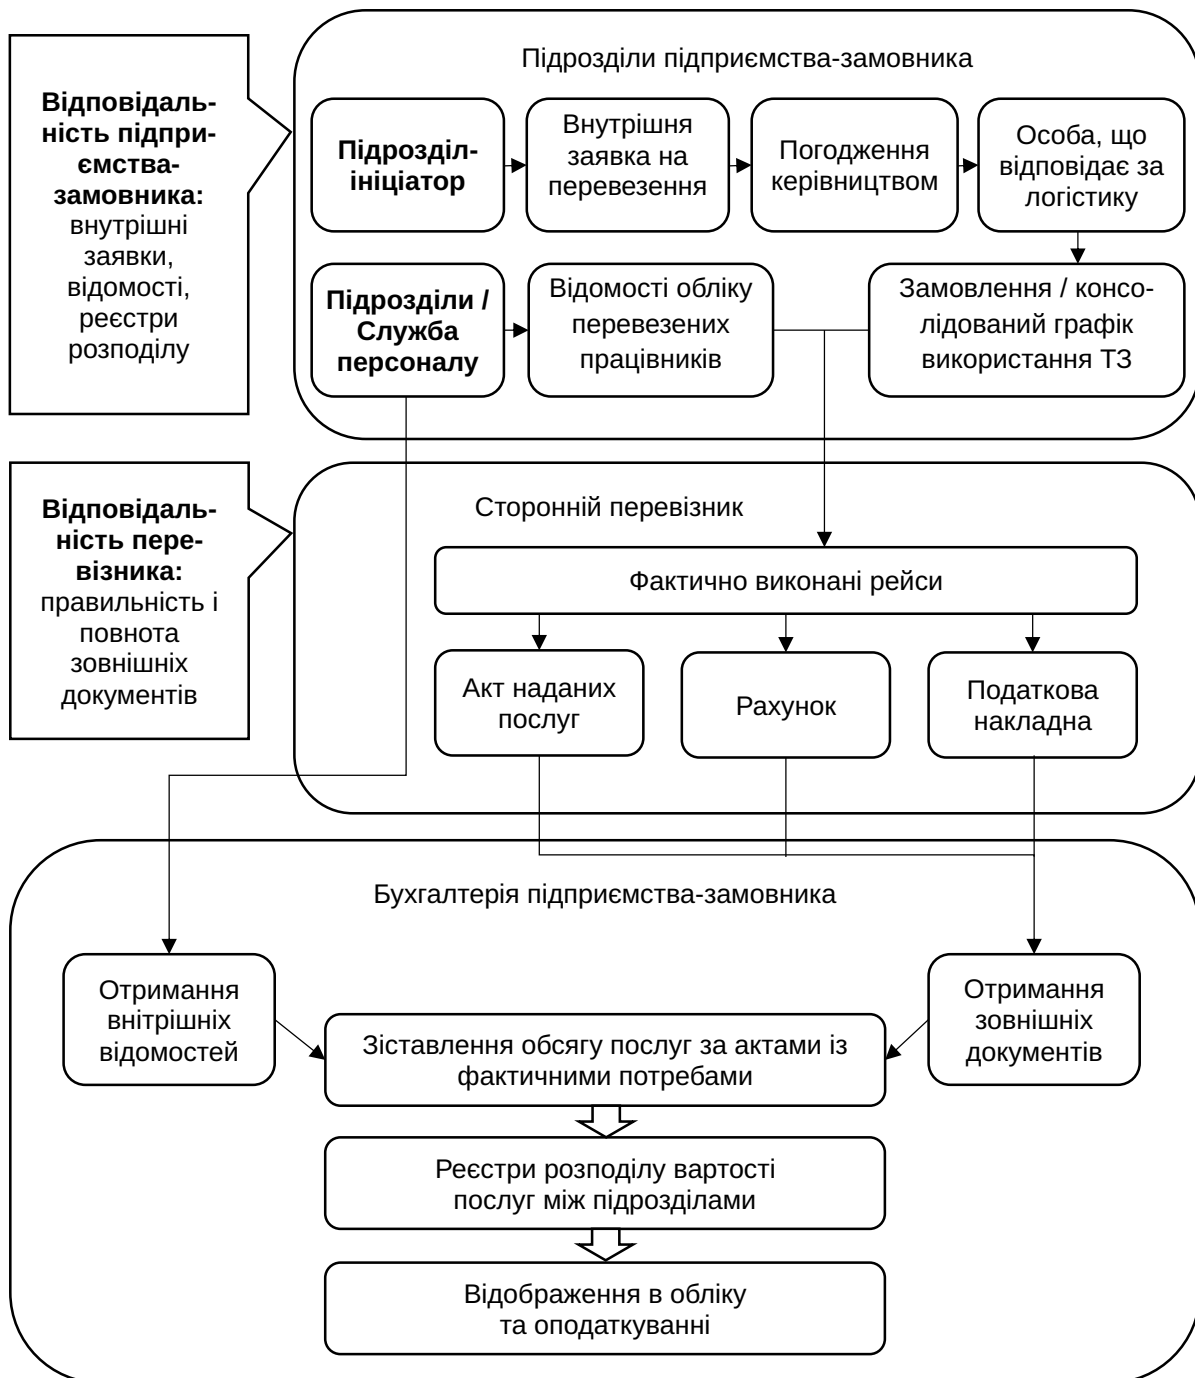 Підрозділи підприємства-замовника
Відповідаль-
ність підпри-
ємства-
замовника:
внутрішні
заявки,
відомості,
реєстри
розподілу
Підрозділ-
ініціатор
Внутрішня
заявка на
перевезення
Погодження
керівництвом
Особа, що
відповідає за
логістику
Підрозділи /
Служба
персоналу
Відомості обліку
перевезених
працівників
Замовлення / консо-
лідований графік
використання ТЗ
Відповідаль-
ність пере-
візника:
правильність і
повнота
зовнішніх
документів
Сторонній перевізник
Фактично виконані рейси
Акт наданих
послуг
Рахунок
Податкова
накладна
Бухгалтерія підприємства-замовника
Отримання
внітрішніх
відомостей
Отримання
зовнішніх
документів
Зіставлення обсягу послуг за актами із
фактичними потребами
Реєстри розподілу вартості
послуг між підрозділами
Відображення в обліку
та оподаткуванні